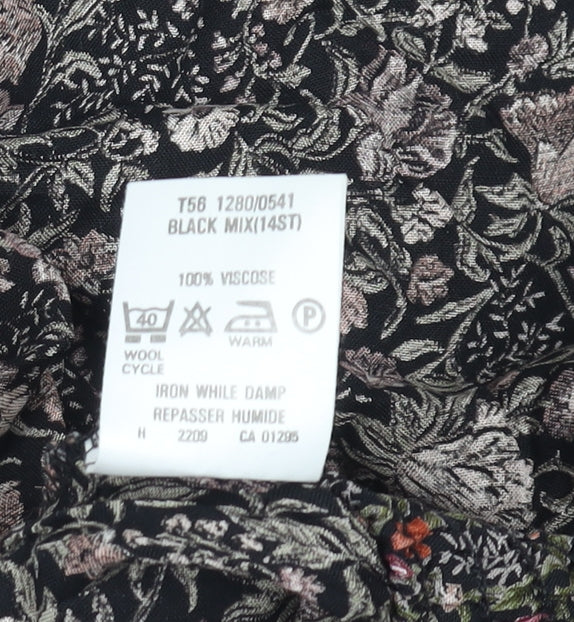 T56 1280/0541
BLACK MIX(14ST)
100% VISCOSE
40 P
WARM
WOOL
CYCLE
IRON WHILE DAMP
REPASSER HUMIDE
H 2209 CA 01295